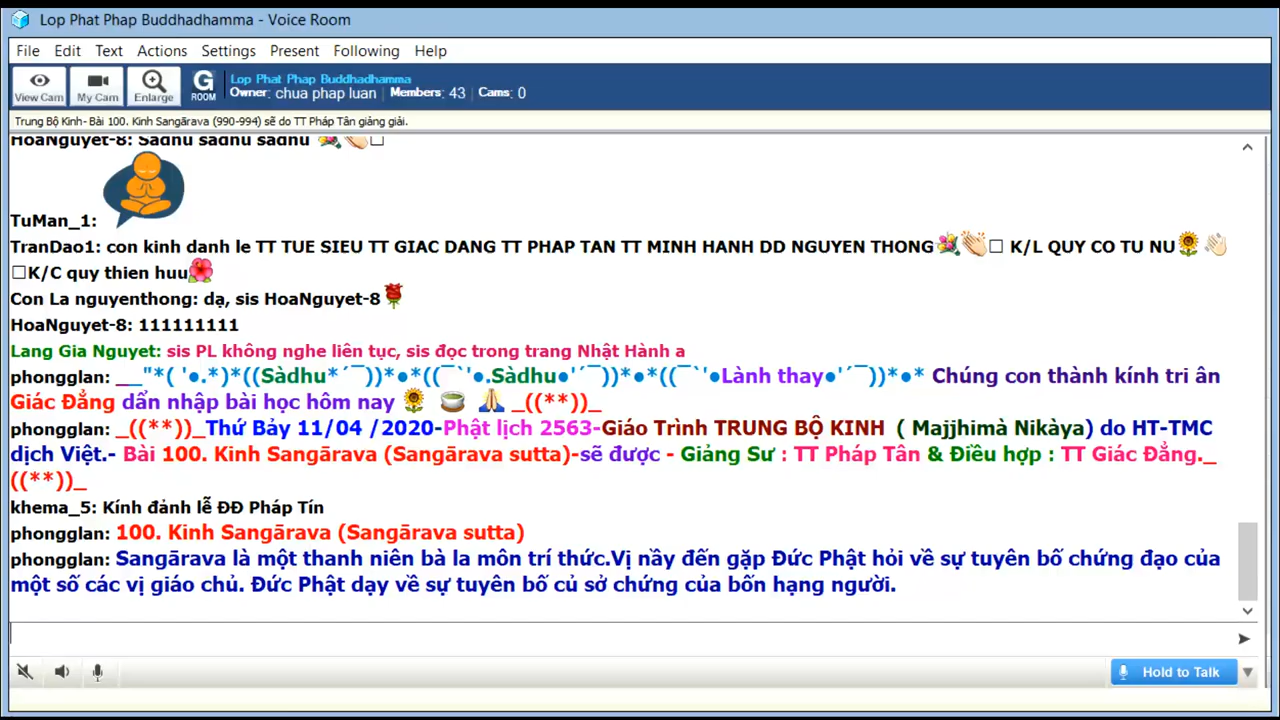 Lop Phat Phap Buddhadhamma - Voice Room
File Edit Text Actions Settings Present Following Help
View Cam My Cam Enlarge G ROOM Lop Phat Phap Buddhadhamma
Owner: chua phap luan | Members: 43 | Cams: 0
Trung Bộ Kinh- Bài 100. Kinh Sangārava (990-994) sẽ do TT Pháp Tân giảng giải.
HoaNguyet-8: Sadhu sadhu sadhu 💐👏□
TuMan_1:
TranDao1: con kinh danh le TT TUE SIEU TT GIAC DANG TT PHAP TAN TT MINH HANH DD NGUYEN THONG💐👏□ K/L QUY CO TU NU🌻👏
□K/C quy thien huu🌺
Con La nguyenthong: dạ, sis HoaNguyet-8🌹
HoaNguyet-8: 111111111
Lang Gia Nguyet: sis PL không nghe liên tục, sis đọc trong trang Nhật Hành a
phongglan: __"*( '●.*)*((Sàdhu*´¯))*●*((¯`'●.Sàdhu●'´¯))*●*((¯`'●Lành thay●'´¯))*●* Chúng con thành kính tri ân
Giác Đẳng dẩn nhập bài học hôm nay 🌻 🍵 🙏 _((**))_
phongglan: _((**))_Thứ Bảy 11/04 /2020-Phật lịch 2563-Giáo Trình TRUNG BỘ KINH ( Majjhimà Nikàya) do HT-TMC
dịch Việt.- Bài 100. Kinh Sangārava (Sangārava sutta)-sẽ được - Giảng Sư : TT Pháp Tân & Điều hợp : TT Giác Đẳng._
((**))_
khema_5: Kính đảnh lễ ĐĐ Pháp Tín
phongglan: 100. Kinh Sangārava (Sangārava sutta)
phongglan: Sangārava là một thanh niên bà la môn trí thức.Vị nầy đến gặp Đức Phật hỏi về sự tuyên bố chứng đạo của
một số các vị giáo chủ. Đức Phật dạy về sự tuyên bố củ sở chứng của bốn hạng người.
Hold to Talk